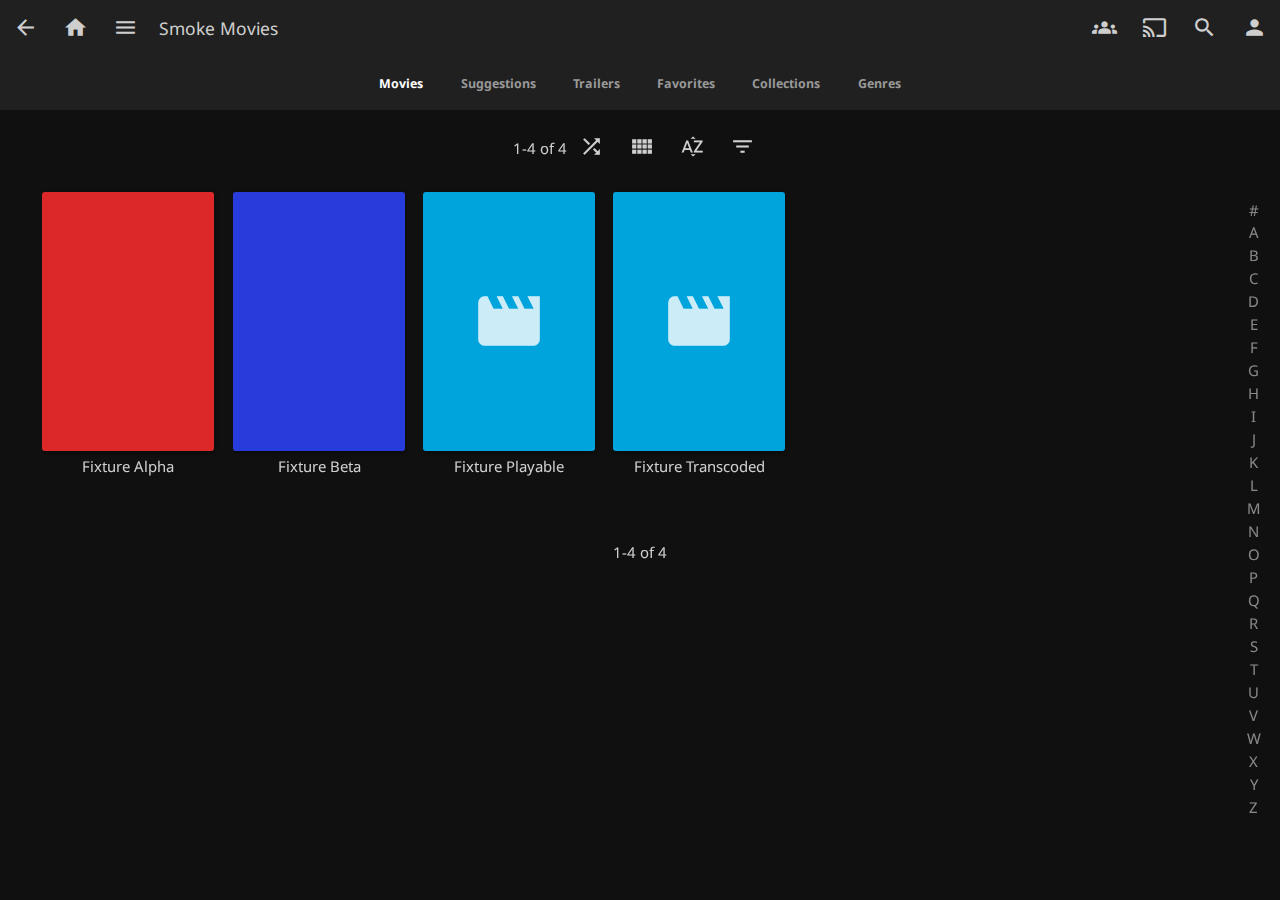 Smoke Movies
Movies Suggestions Trailers Favorites Collections Genres
1-4 of 4 AZ
Fixture Alpha Fixture Beta Fixture Playable Fixture Transcoded
1-4 of 4
#
A
B
C
D
E
F
G
H
I
J
K
L
M
N
O
P
Q
R
S
T
U
V
W
X
Y
Z